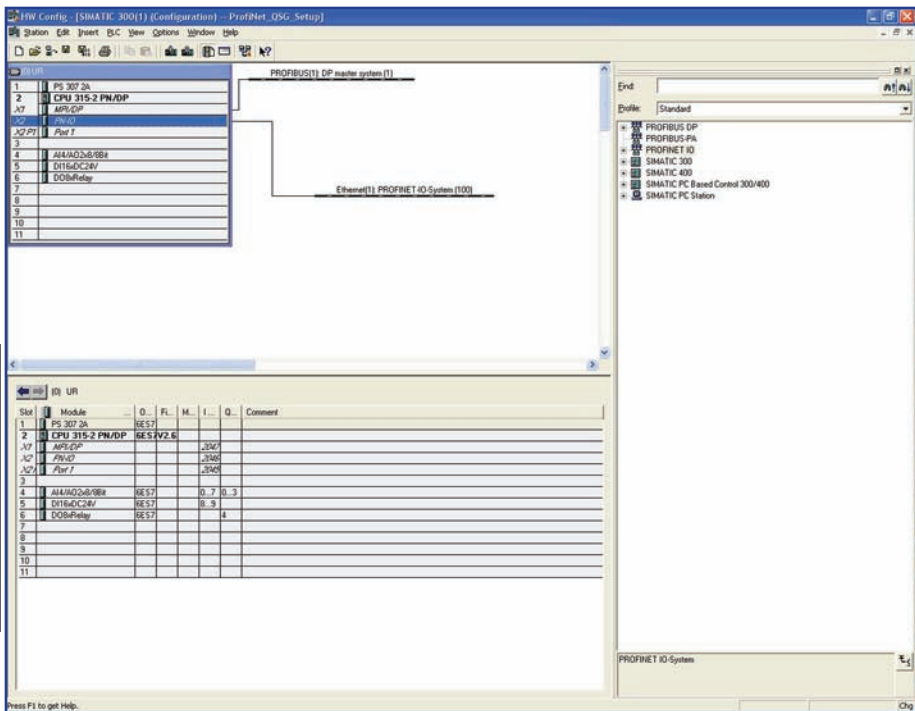 HW Config - [SIMATIC 300(1) (Configuration) -- ProfiNet_QSG_Setup]
Station Edit Insert PLC View Options Window Help
(0) UR
1 PS 307 2A
2 CPU 315-2 PN/DP
X1 MPI/DP
X2 PN-IO
X2 P1 Port 1
3
4 AI4/AO2x8/8Bit
5 DI16xDC24V
6 DO8xRelay
7
8
9
10
11
PROFIBUS(1): DP master system (1)
Ethernet(1): PROFINET-IO-System (100)
Find:
Profile: Standard
PROFIBUS DP
PROFIBUS-PA
PROFINET IO
SIMATIC 300
SIMATIC 400
SIMATIC PC Based Control 300/400
SIMATIC PC Station
(0) UR
Slot Module ... O... Fi... M... I... Q... Comment
1 PS 307 2A 6ES7
2 CPU 315-2 PN/DP 6ES7 V2.6
X1 MPI/DP 2047
X2 PN-IO 2046
X2 Port 1 2045
3
4 AI4/AO2x8/8Bit 6ES7 0...7 0...3
5 DI16xDC24V 6ES7 8...9
6 DO8xRelay 6ES7 4
7
8
9
10
11
PROFINET IO-System
Press F1 to get Help.
Chg